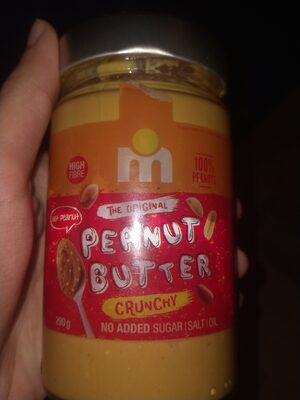 m
HIGH
FIBRE
100%
PEANUTS
THE ORIGINAL
PEANUT
BUTTER
CRUNCHY
NO ADDED SUGAR|SALT|OIL